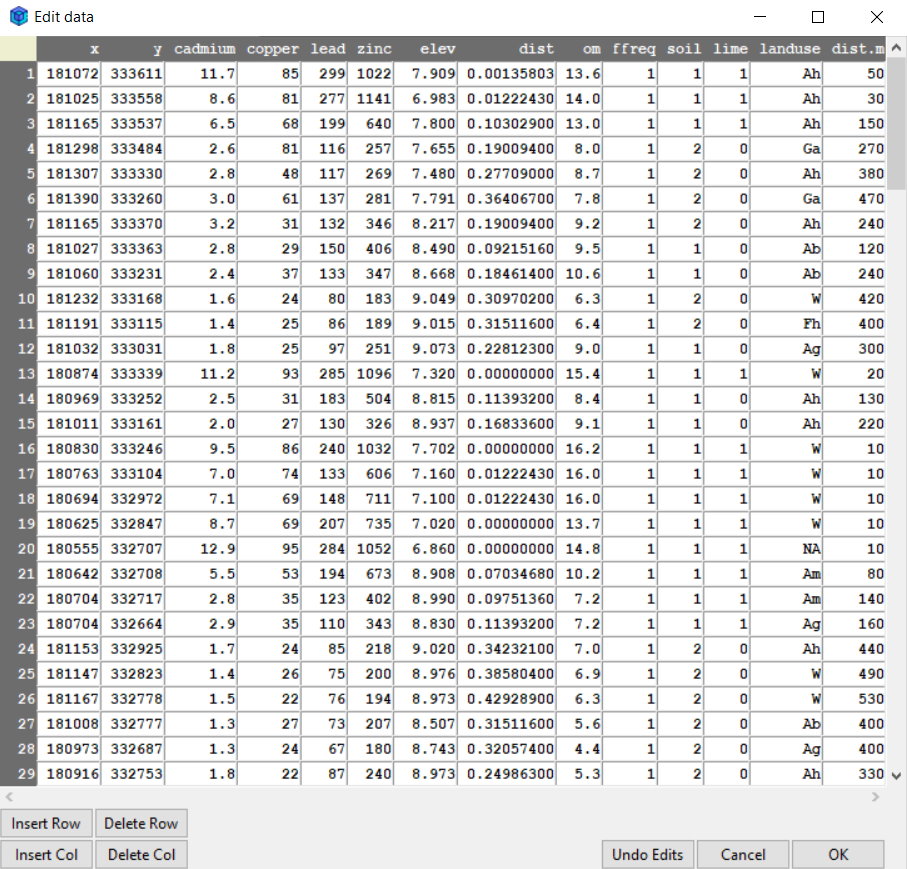 Edit data
x y cadmium copper lead zinc elev dist om ffreq soil lime landuse dist.m
1 181072 333611 11.7 85 299 1022 7.909 0.00135803 13.6 1 1 1 Ah 50
2 181025 333558 8.6 81 277 1141 6.983 0.01222430 14.0 1 1 1 Ah 30
3 181165 333537 6.5 68 199 640 7.800 0.10302900 13.0 1 1 1 Ah 150
4 181298 333484 2.6 81 116 257 7.655 0.19009400 8.0 1 2 0 Ga 270
5 181307 333330 2.8 48 117 269 7.480 0.27709000 8.7 1 2 0 Ah 380
6 181390 333260 3.0 61 137 281 7.791 0.36406700 7.8 1 2 0 Ga 470
7 181165 333370 3.2 31 132 346 8.217 0.19009400 9.2 1 2 0 Ah 240
8 181027 333363 2.8 29 150 406 8.490 0.09215160 9.5 1 1 0 Ab 120
9 181060 333231 2.4 37 133 347 8.668 0.18461400 10.6 1 1 0 Ab 240
10 181232 333168 1.6 24 80 183 9.049 0.30970200 6.3 1 2 0 W 420
11 181191 333115 1.4 25 86 189 9.015 0.31511600 6.4 1 2 0 Fh 400
12 181032 333031 1.8 25 97 251 9.073 0.22812300 9.0 1 1 0 Ag 300
13 180874 333339 11.2 93 285 1096 7.320 0.00000000 15.4 1 1 1 W 20
14 180969 333252 2.5 31 183 504 8.815 0.11393200 8.4 1 1 0 Ah 130
15 181011 333161 2.0 27 130 326 8.937 0.16833600 9.1 1 1 0 Ah 220
16 180830 333246 9.5 86 240 1032 7.702 0.00000000 16.2 1 1 1 W 10
17 180763 333104 7.0 74 133 606 7.160 0.01222430 16.0 1 1 1 W 10
18 180694 332972 7.1 69 148 711 7.100 0.01222430 16.0 1 1 1 W 10
19 180625 332847 8.7 69 207 735 7.020 0.00000000 13.7 1 1 1 W 10
20 180555 332707 12.9 95 284 1052 6.860 0.00000000 14.8 1 1 1 NA 10
21 180642 332708 5.5 53 194 673 8.908 0.07034680 10.2 1 1 1 Am 80
22 180704 332717 2.8 35 123 402 8.990 0.09751360 7.2 1 1 1 Am 140
23 180704 332664 2.9 35 110 343 8.830 0.11393200 7.2 1 1 1 Ag 160
24 181153 332925 1.7 24 85 218 9.020 0.34232100 7.0 1 2 0 Ah 440
25 181147 332823 1.4 26 75 200 8.976 0.38580400 6.9 1 2 0 W 490
26 181167 332778 1.5 22 76 194 8.973 0.42928900 6.3 1 2 0 W 530
27 181008 332777 1.3 27 73 207 8.507 0.31511600 5.6 1 2 0 Ab 400
28 180973 332687 1.3 24 67 180 8.743 0.32057400 4.4 1 2 0 Ag 400
29 180916 332753 1.8 22 87 240 8.973 0.24986300 5.3 1 2 0 Ah 330
Insert Row Delete Row
Insert Col Delete Col Undo Edits Cancel OK